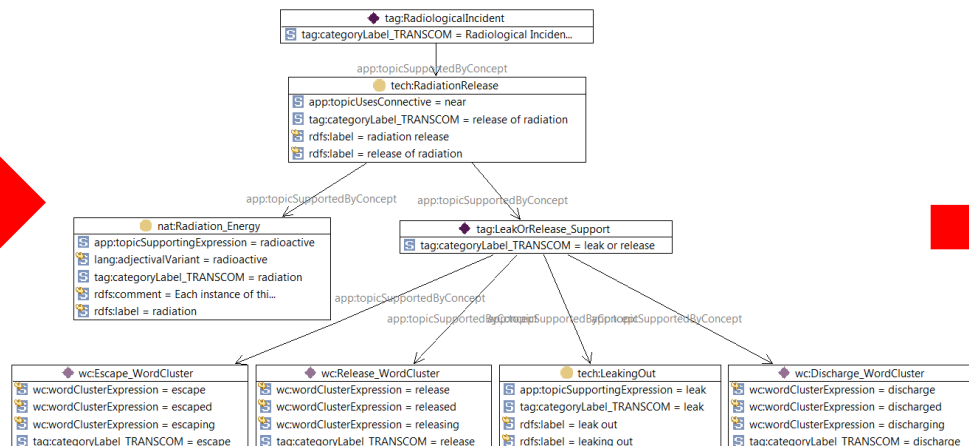 tag:RadiologicalIncident
tag:categoryLabel_TRANSCOM = Radiological Inciden...
app:topicSupportedByConcept
tech:RadiationRelease
app:topicUsesConnective = near
tag:categoryLabel_TRANSCOM = release of radiation
rdfs:label = radiation release
rdfs:label = release of radiation
app:topicSupportedByConcept
app:topicSupportedByConcept
nat:Radiation_Energy
app:topicSupportingExpression = radioactive
lang:adjectivalVariant = radioactive
tag:categoryLabel_TRANSCOM = radiation
rdfs:comment = Each instance of thi...
rdfs:label = radiation
tag:LeakOrRelease_Support
tag:categoryLabel_TRANSCOM = leak or release
app:topicSupportedByConcept
app:topicSupportedByConcept
app:topicSupportedByConcept
app:topicSupportedByConcept
wc:Escape_WordCluster
wc:wordClusterExpression = escape
wc:wordClusterExpression = escaped
wc:wordClusterExpression = escaping
tag:categoryLabel_TRANSCOM = escape
wc:Release_WordCluster
wc:wordClusterExpression = release
wc:wordClusterExpression = released
wc:wordClusterExpression = releasing
tag:categoryLabel_TRANSCOM = release
tech:LeakingOut
app:topicSupportingExpression = leak
tag:categoryLabel_TRANSCOM = leak
rdfs:label = leak out
rdfs:label = leaking out
wc:Discharge_WordCluster
wc:wordClusterExpression = discharge
wc:wordClusterExpression = discharged
wc:wordClusterExpression = discharging
tag:categoryLabel_TRANSCOM = discharge